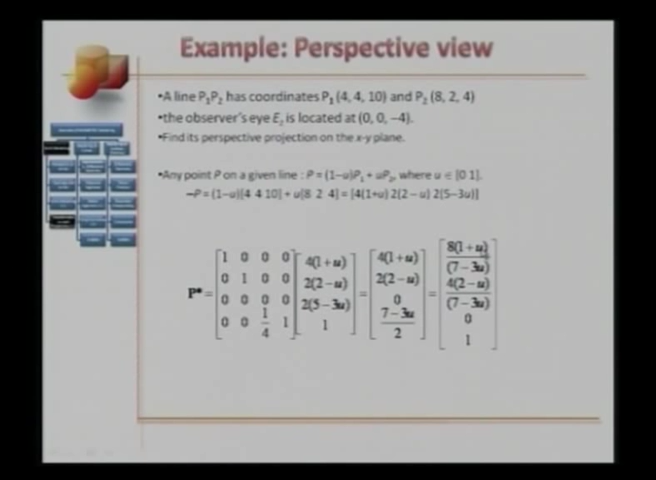 Example: Perspective view
•A line P₁P₂ has coordinates P₁ (4, 4, 10) and P₂ (8, 2, 4)
•the observer's eye Eᵧ is located at (0, 0, –4).
•Find its perspective projection on the x-y plane.
•Any point P on a given line : P = (1–u)P₁ + uP₂, where u ∈ [0 1].
–P = (1–u)[4 4 10] + u[8 2 4] = [4(1+u) 2(2 – u) 2(5–3u)]
P* = [1 0 0 0; 0 1 0 0; 0 0 0 0; 0 0 1/4 1] [4(1+u); 2(2–u); 2(5–3u); 1] = [4(1+u); 2(2–u); 0; (7–3u)/2] = [8(1+u)/(7–3u); 4(2–u)/(7–3u); 0; 1]